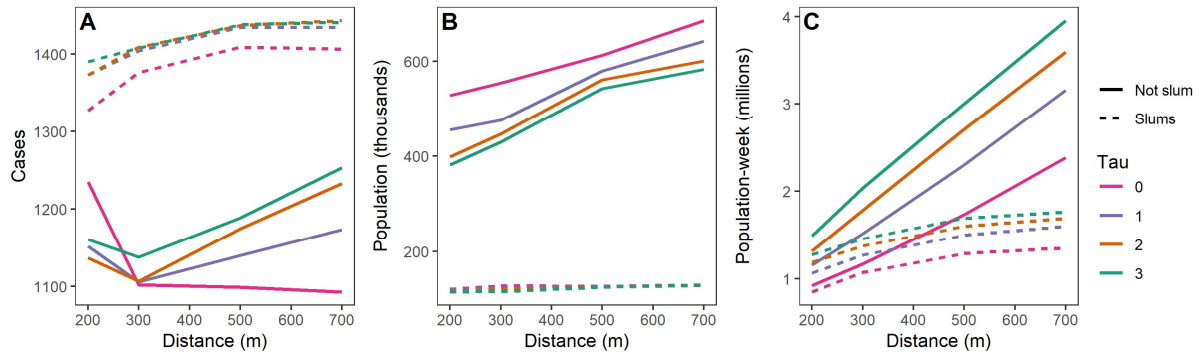 A
Cases
1400
1300
1200
1100
200 300 400 500 600 700
Distance (m)
B
Population (thousands)
600
400
200
200 300 400 500 600 700
Distance (m)
C
Population-week (millions)
4
3
2
1
200 300 400 500 600 700
Distance (m)
Not slum
Slums
Tau
0
1
2
3